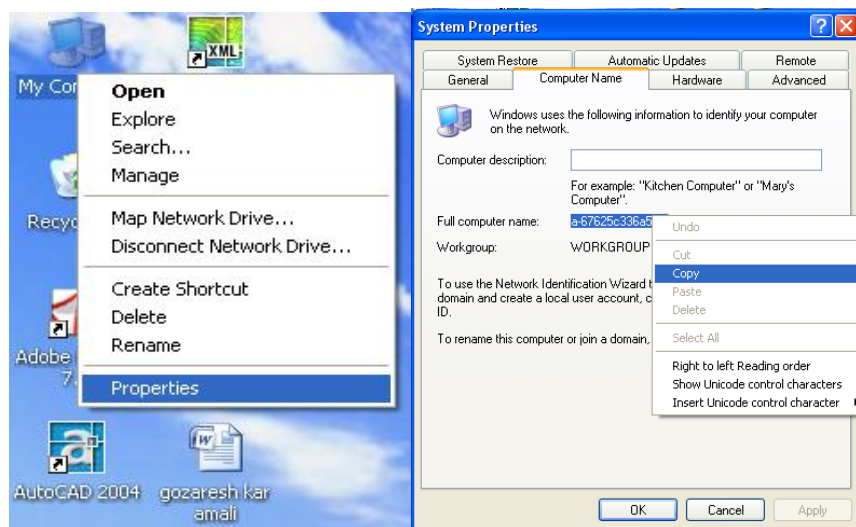 XML
My Co
Open
Explore
Search...
Manage
Recyc
Map Network Drive...
Disconnect Network Drive...
Create Shortcut
Delete
Rename
Adobe
7.
Properties
AutoCAD 2004
gozaresh kar
amali
System Properties
System Restore
Automatic Updates
Remote
General
Computer Name
Hardware
Advanced
Windows uses the following information to identify your computer
on the network.
Computer description:
For example: "Kitchen Computer" or "Mary's
Computer".
Full computer name:
a-67625c336a5
Workgroup:
WORKGROUP
To use the Network Identification Wizard t
domain and create a local user account, c
ID.
To rename this computer or join a domain,
Undo
Cut
Copy
Paste
Delete
Select All
Right to left Reading order
Show Unicode control characters
Insert Unicode control character
OK
Cancel
Apply